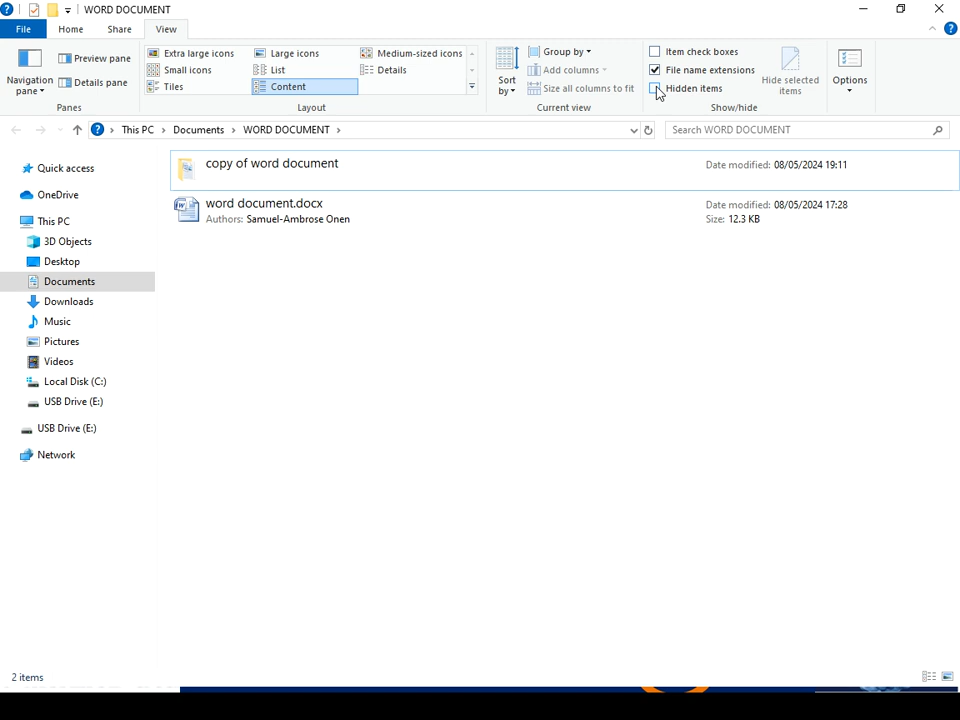 WORD DOCUMENT
File Home Share View
Navigation pane
Preview pane
Details pane
Panes
Extra large icons Large icons Medium-sized icons
Small icons List Details
Tiles Content
Layout
Sort by
Group by
Add columns
Size all columns to fit
Current view
Item check boxes
File name extensions
Hidden items
Hide selected items
Show/hide
Options
This PC > Documents > WORD DOCUMENT >
Search WORD DOCUMENT
Quick access
OneDrive
This PC
3D Objects
Desktop
Documents
Downloads
Music
Pictures
Videos
Local Disk (C:)
USB Drive (E:)
USB Drive (E:)
Network
copy of word document Date modified: 08/05/2024 19:11
word document.docx Date modified: 08/05/2024 17:28
Authors: Samuel-Ambrose Onen Size: 12.3 KB
2 items